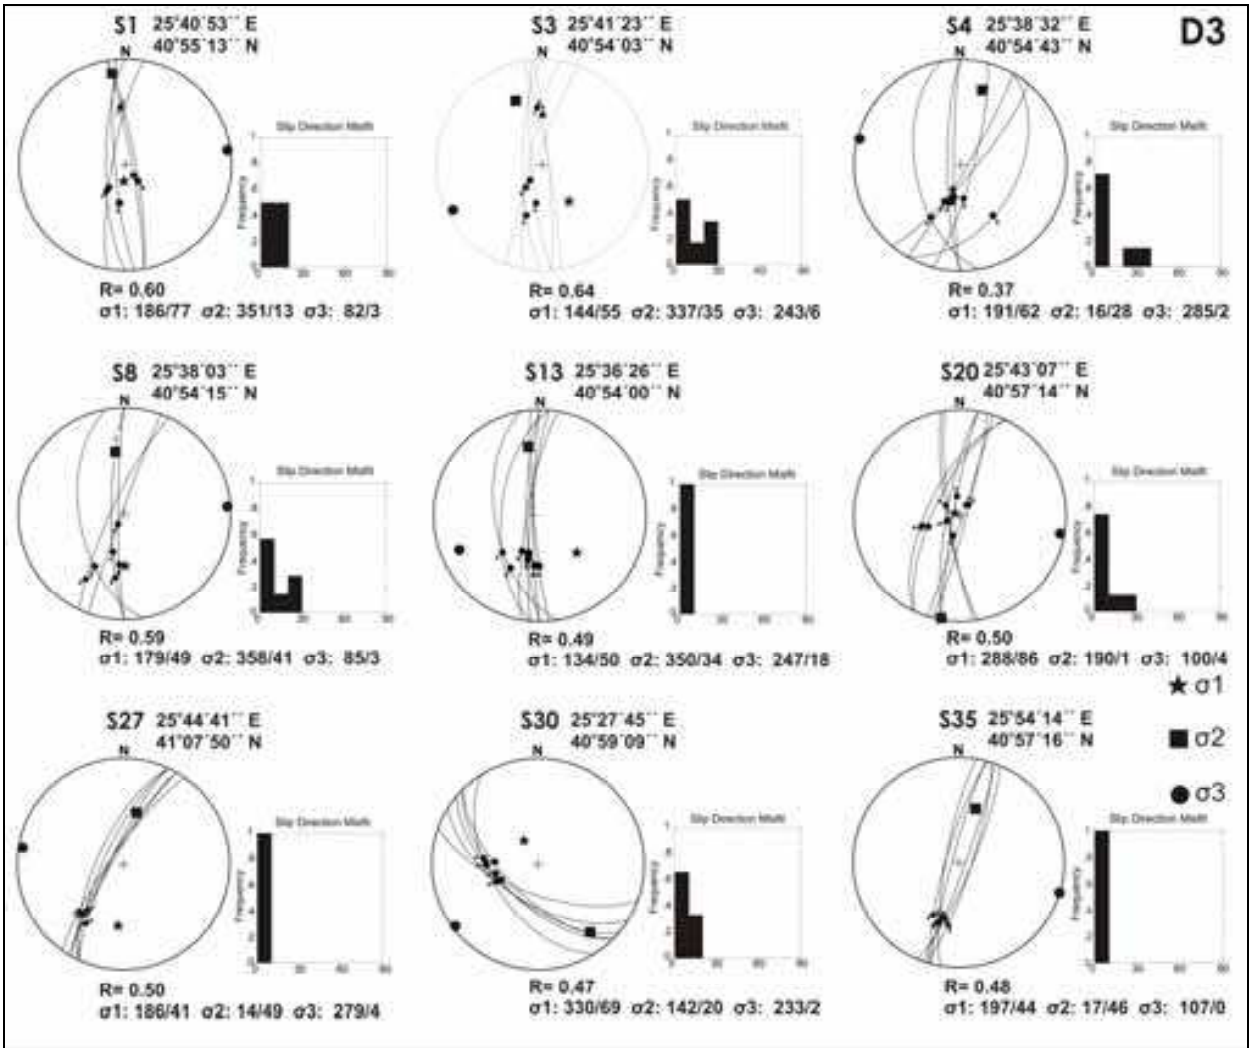 S1 25°40´53´´ E
40°55´13´´ N
N
Slip Direction Misfit
Frequency
R= 0.60
σ1: 186/77 σ2: 351/13 σ3: 82/3
S3 25°41´23´´ E
40°54´03´´ N
N
Slip Direction Misfit
Frequency
R= 0.64
σ1: 144/55 σ2: 337/35 σ3: 243/6
S4 25°38´32´´ E
40°54´43´´ N
D3
N
Slip Direction Misfit
Frequency
R= 0.37
σ1: 191/62 σ2: 16/28 σ3: 285/2
S8 25°38´03´´ E
40°54´15´´ N
N
Slip Direction Misfit
Frequency
R= 0.59
σ1: 179/49 σ2: 358/41 σ3: 85/3
S13 25°36´26´´ E
40°54´00´´ N
N
Slip Direction Misfit
Frequency
R= 0.49
σ1: 134/50 σ2: 350/34 σ3: 247/18
S20 25°43´07´´ E
40°57´14´´ N
N
Slip Direction Misfit
Frequency
R= 0.50
σ1: 288/86 σ2: 190/1 σ3: 100/4
σ1
σ2
σ3
S27 25°44´41´´ E
41°07´50´´ N
N
Slip Direction Misfit
Frequency
R= 0.50
σ1: 186/41 σ2: 14/49 σ3: 279/4
S30 25°27´45´´ E
40°59´09´´ N
N
Slip Direction Misfit
Frequency
R= 0.47
σ1: 330/69 σ2: 142/20 σ3: 233/2
S35 25°54´14´´ E
40°57´16´´ N
N
Slip Direction Misfit
Frequency
R= 0.48
σ1: 197/44 σ2: 17/46 σ3: 107/0